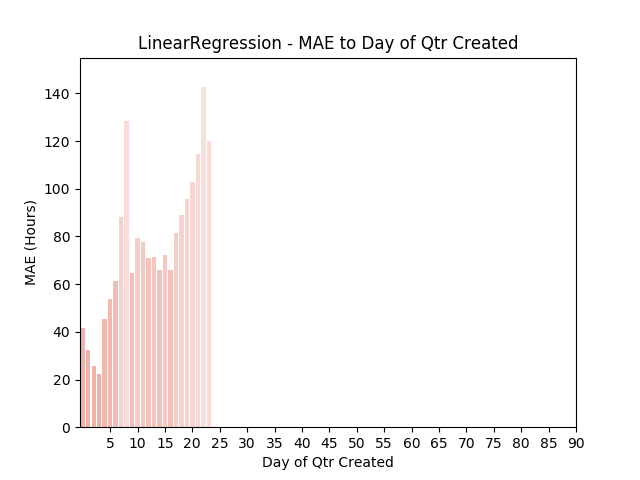 LinearRegression - MAE to Day of Qtr Created
140
120
100
80
60
40
20
0
MAE (Hours)
5 10 15 20 25 30 35 40 45 50 55 60 65 70 75 80 85 90
Day of Qtr Created